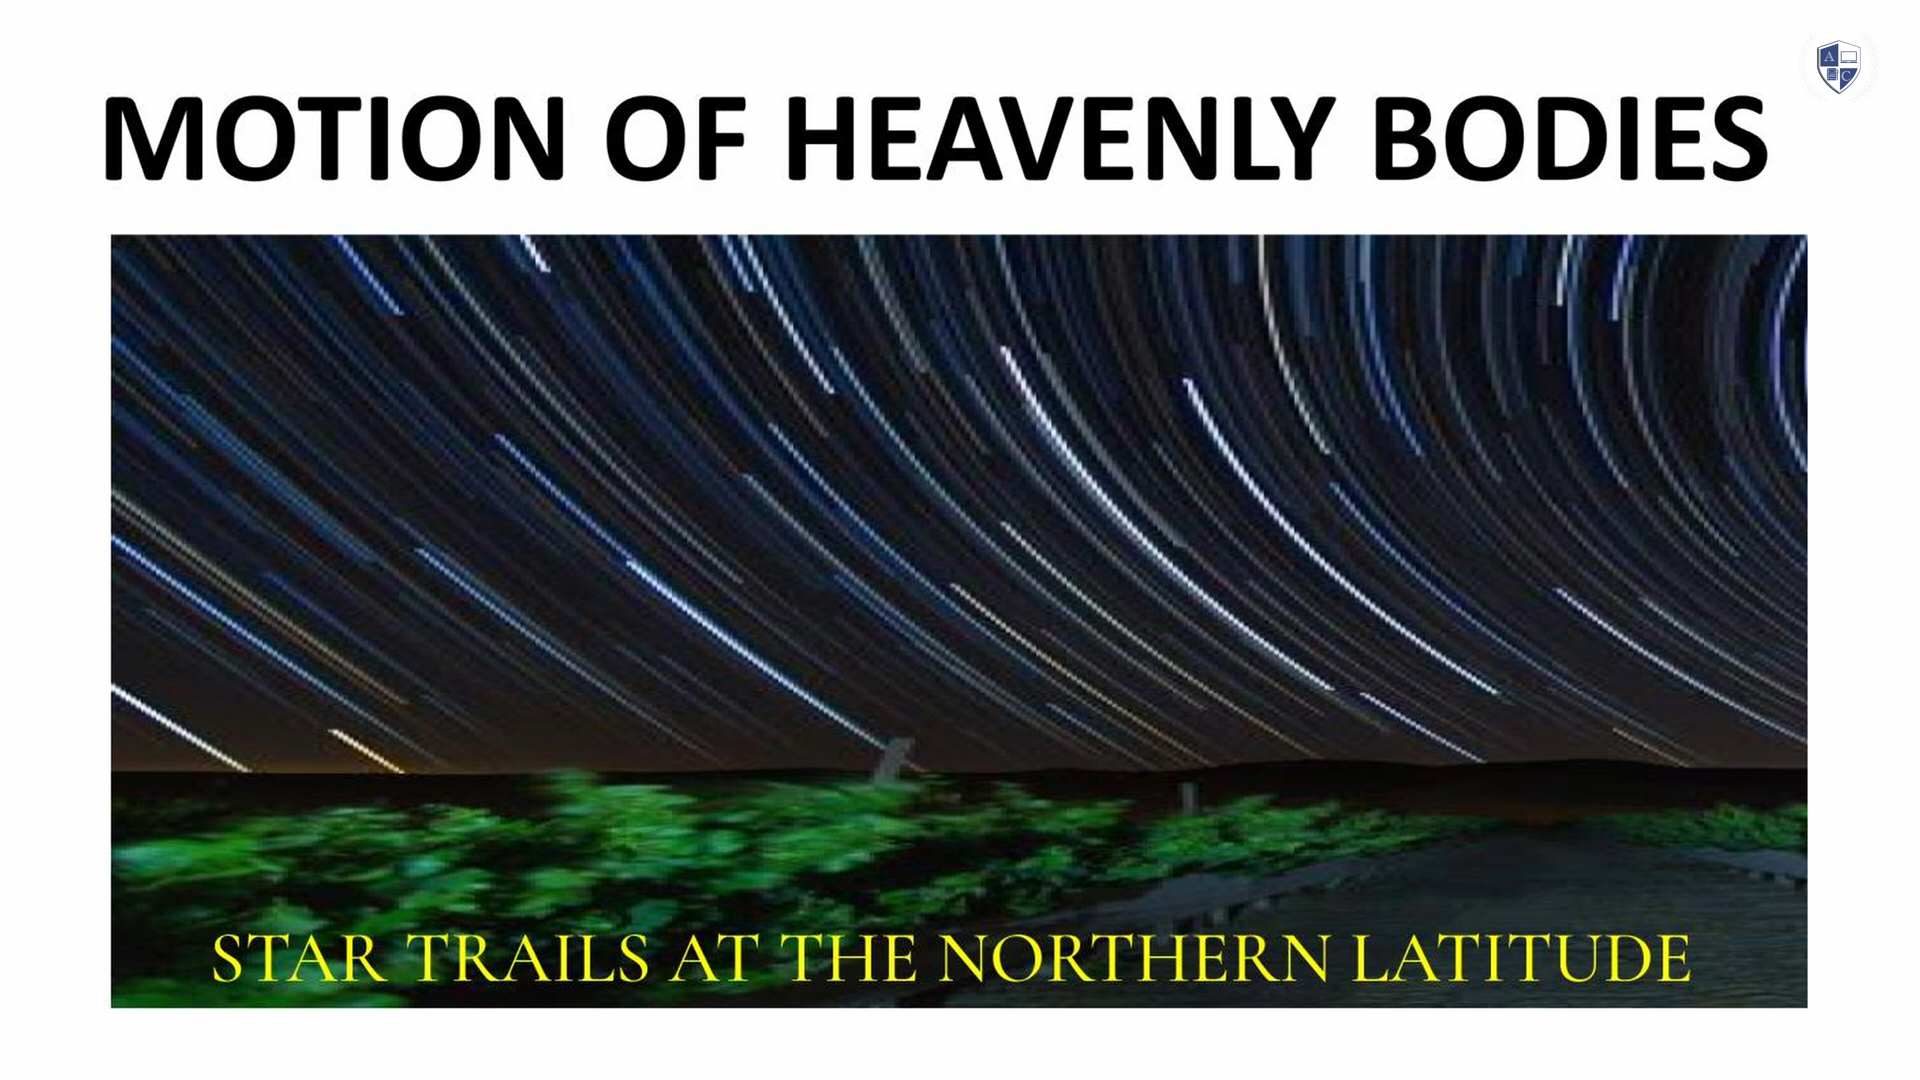 MOTION OF HEAVENLY BODIES
A
C
STAR TRAILS AT THE NORTHERN LATITUDE